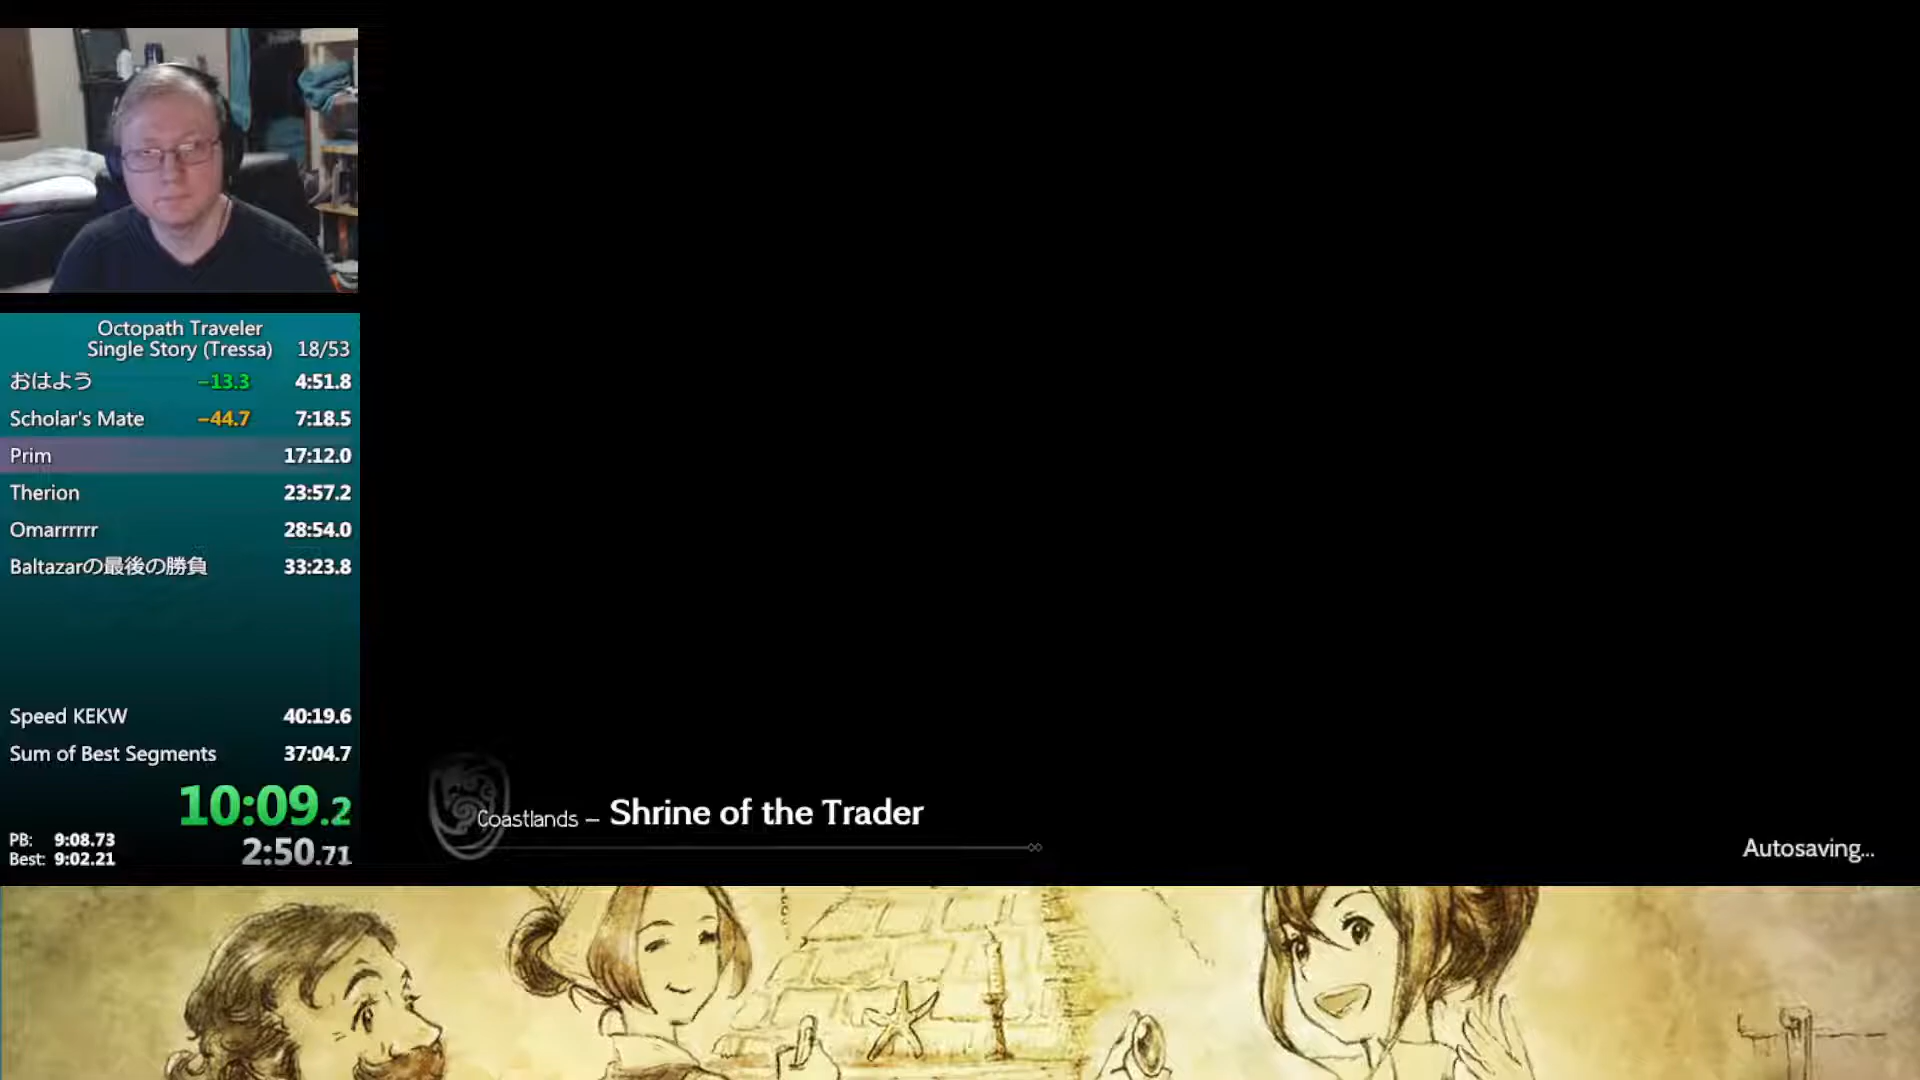 Octopath Traveler
Single Story (Tressa) 18/53
おはよう -13.3 4:51.8
Scholar's Mate -44.7 7:18.5
Prim 17:12.0
Therion 23:57.2
Omarrrrrr 28:54.0
Baltazarの最後の勝負 33:23.8
Speed KEKW 40:19.6
Sum of Best Segments 37:04.7
10:09.2
PB: 9:08.73
Best: 9:02.21
2:50.71
Coastlands – Shrine of the Trader
Autosaving...